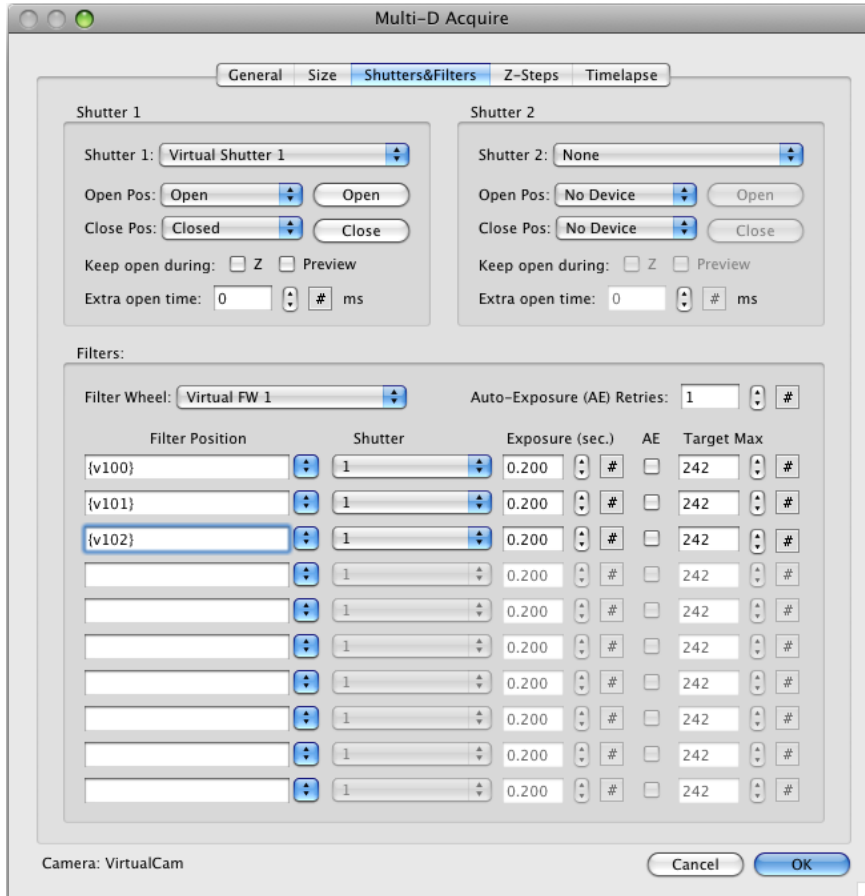 Multi-D Acquire
General Size Shutters&Filters Z-Steps Timelapse
Shutter 1
Shutter 1: Virtual Shutter 1
Open Pos: Open Open
Close Pos: Closed Close
Keep open during: Z Preview
Extra open time: 0 # ms
Shutter 2
Shutter 2: None
Open Pos: No Device Open
Close Pos: No Device Close
Keep open during: Z Preview
Extra open time: 0 # ms
Filters:
Filter Wheel: Virtual FW 1 Auto-Exposure (AE) Retries: 1 #
Filter Position Shutter Exposure (sec.) AE Target Max
{v100} 1 0.200 # 242 #
{v101} 1 0.200 # 242 #
{v102} 1 0.200 # 242 #
1 0.200 # 242 #
1 0.200 # 242 #
1 0.200 # 242 #
1 0.200 # 242 #
1 0.200 # 242 #
1 0.200 # 242 #
1 0.200 # 242 #
Camera: VirtualCam Cancel OK